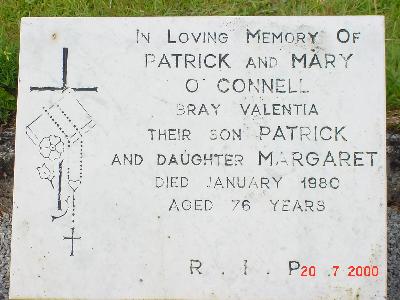 In Loving Memory Of
PATRICK AND MARY
O' CONNELL
BRAY VALENTIA
THEIR SON PATRICK
AND DAUGHTER MARGARET
DIED JANUARY 1980
AGED 76 YEARS
R. I. P
20 7 2000